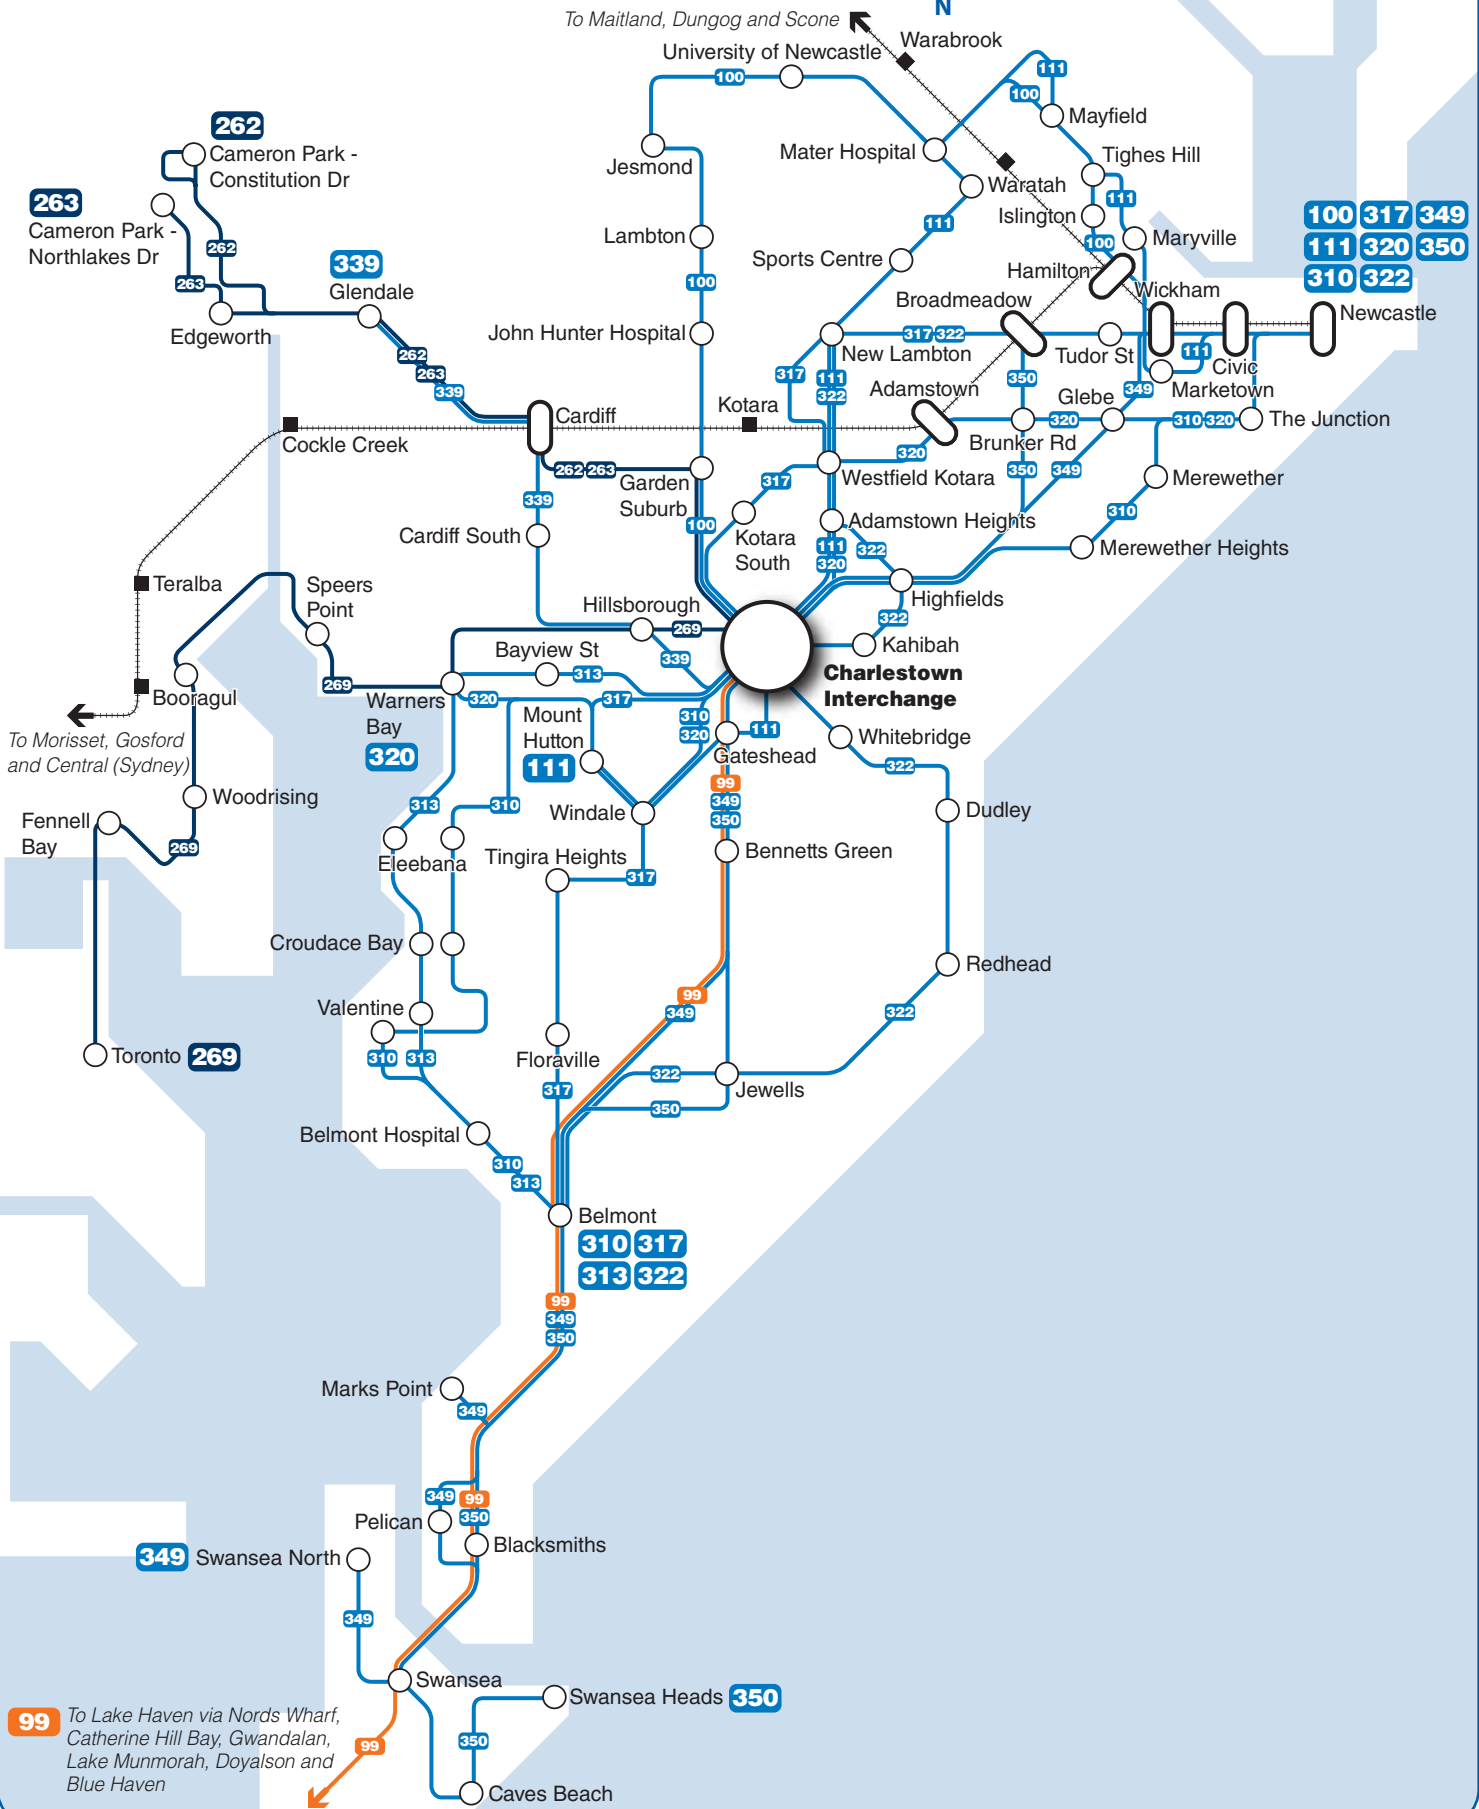 N
To Maitland, Dungog and Scone
Warabrook
University of Newcastle
100
111
100
Mayfield
262
Cameron Park -
Constitution Dr
Mater Hospital
Tighes Hill
Jesmond
263
Cameron Park -
Northlakes Dr
Waratah
111
Islington
111
100 317 349
111 320 350
310 322
262
Lambton
100
Maryville
339
Glendale
Sports Centre
Hamilton
263
100
Wickham
Edgeworth
Broadmeadow
Newcastle
John Hunter Hospital
317 322
New Lambton
Tudor St
111
Civic
262
263
339
317
111
322
350
Adamstown
Glebe
349
Marketown
Cardiff
Kotara
Cockle Creek
320
Brunker Rd
320
310 320
The Junction
262 263
Garden
Suburb
317
Westfield Kotara
350
349
Merewether
339
100
Kotara
South
Adamstown Heights
310
Cardiff South
111
320
322
Merewether Heights
Teralba
Speers
Point
Highfields
Hillsborough
269
322
Kahibah
Bayview St
339
313
Charlestown
Interchange
Booragul
269
Warners
Bay
320
320
317
Mount
Hutton
111
310
320
111
Gateshead
Whitebridge
322
To Morisset, Gosford
and Central (Sydney)
99
349
350
Woodrising
313
310
Windale
Dudley
Fennell
Bay
269
Eleebana
Tingira Heights
317
Bennetts Green
Croudace Bay
Redhead
99
349
Valentine
322
310
313
Floraville
Toronto 269
317
322
Jewells
350
Belmont Hospital
310
313
Belmont
310 317
313 322
99
349
350
Marks Point
349
349
99
350
Pelican
Blacksmiths
349 Swansea North
349
Swansea
Swansea Heads 350
99
To Lake Haven via Nords Wharf,
Catherine Hill Bay, Gwandalan,
Lake Munmorah, Doyalson and
Blue Haven
99
350
Caves Beach